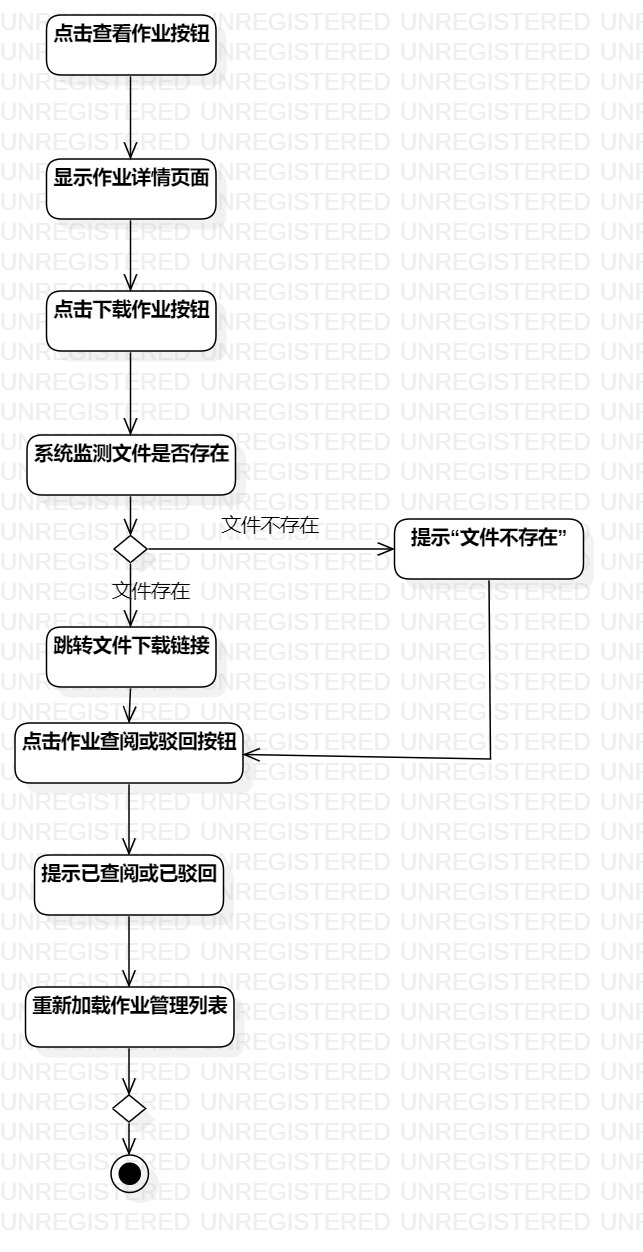 点击查看作业按钮
显示作业详情页面
点击下载作业按钮
系统监测文件是否存在
文件不存在
提示“文件不存在”
文件存在
跳转文件下载链接
点击作业查阅或驳回按钮
提示已查阅或已驳回
重新加载作业管理列表